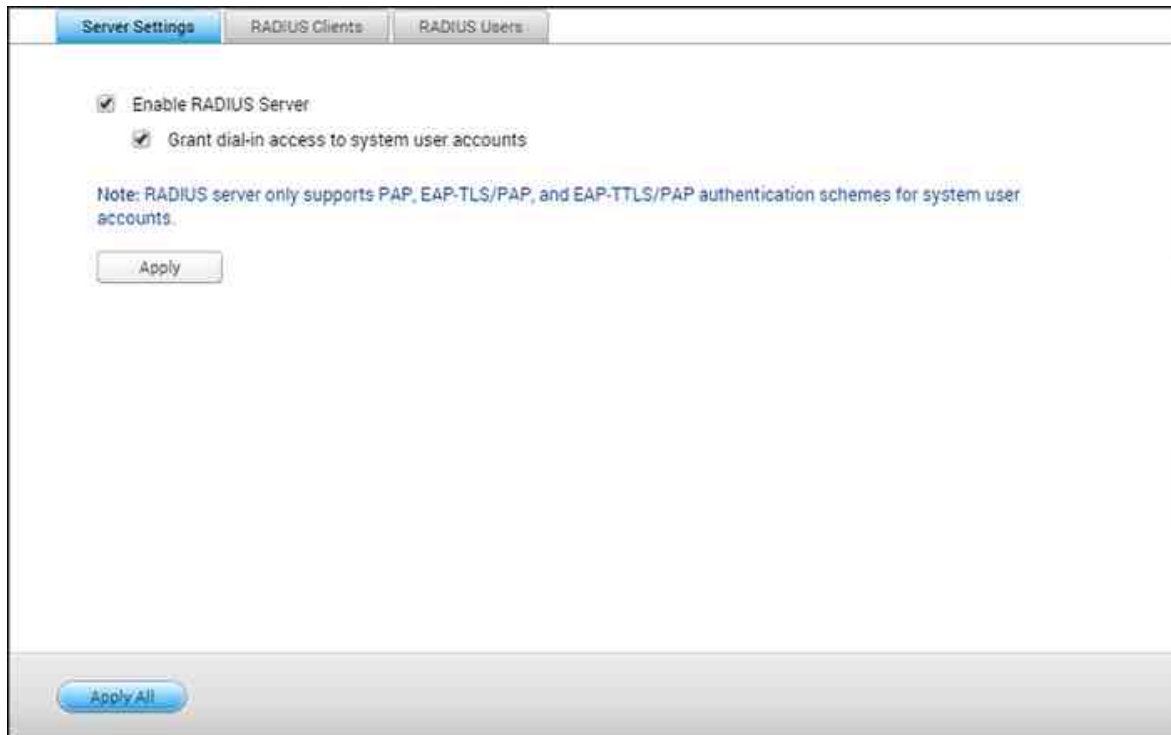 Server Settings RADIUS Clients RADIUS Users
Enable RADIUS Server
Grant dial-in access to system user accounts
Note: RADIUS server only supports PAP, EAP-TLS/PAP, and EAP-TTLS/PAP authentication schemes for system user
accounts.
Apply
Apply All